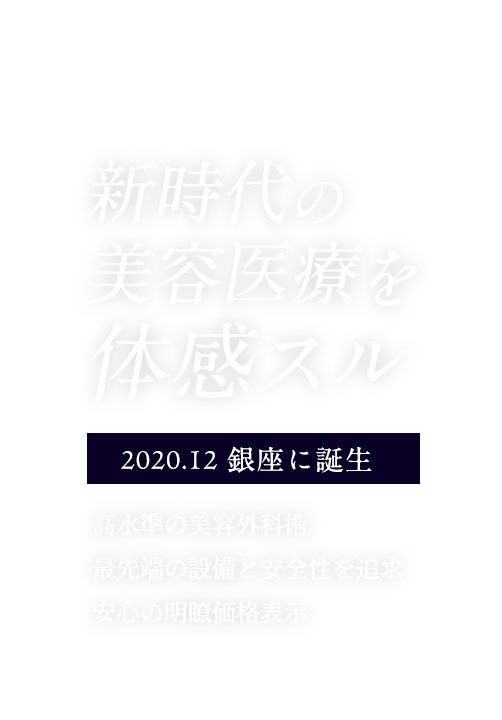 新時代の
美容医療を
体感スル
2020.12 銀座に誕生
高水準の美容外科術
最先端の設備と安全性を追求
安心の明瞭価格表示